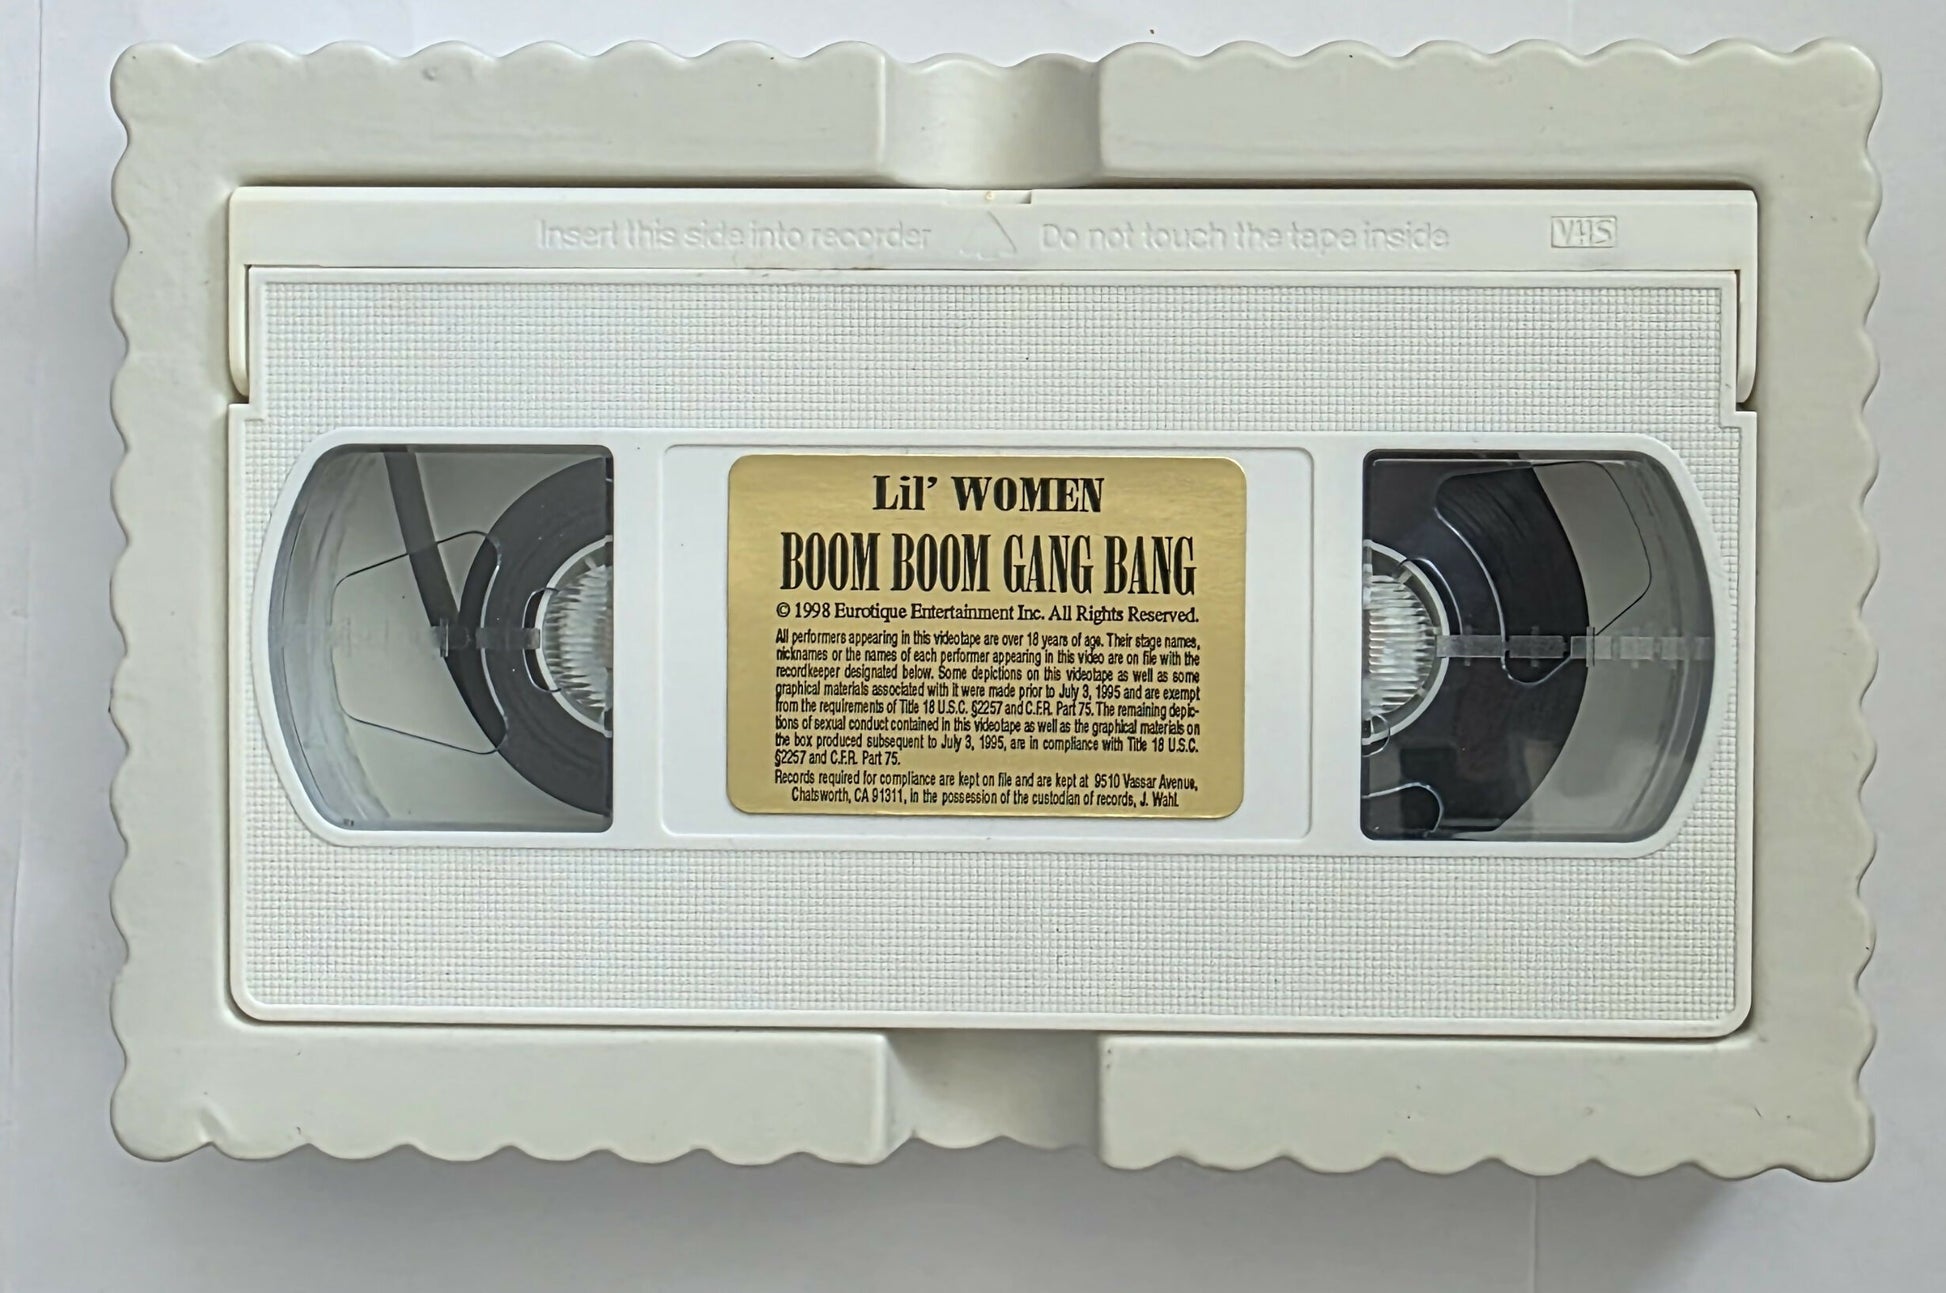 Insert this side into recorder Do not touch the tape inside VHS
Lil' WOMEN
BOOM BOOM GANG BANG
© 1998 Eurotique Entertainment Inc. All Rights Reserved.
All performers appearing in this videotape are over 18 years of age. Their stage names,
nicknames or the names of each performer appearing in this video are on file with the
recordkeeper designated below. Some depictions on this videotape as well as some
graphical materials associated with it were made prior to July 3, 1995 and are exempt
from the requirements of Title 18 U.S.C. §2257 and C.F.R. Part 75. The remaining depic-
tions of sexual conduct contained in this videotape as well as the graphical materials on
the box produced subsequent to July 3, 1995, are in compliance with Title 18 U.S.C.
§2257 and C.F.R. Part 75.
Records required for compliance are kept on file and are kept at 9510 Vassar Avenue,
Chatsworth, CA 91311, in the possession of the custodian of records, J. Wahl.